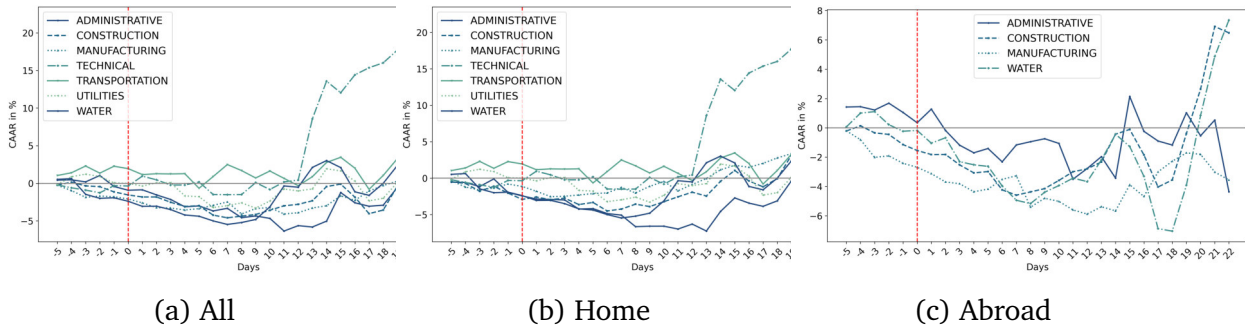 20
15
10
5
0
−5
CAAR in %
ADMINISTRATIVE
CONSTRUCTION
MANUFACTURING
TECHNICAL
TRANSPORTATION
UTILITIES
WATER
-5 -4 -3 -2 -1 0 1 2 3 4 5 6 7 8 9 10 11 12 13 14 15 16 17 18
Days
(a) All
20
15
10
5
0
−5
CAAR in %
ADMINISTRATIVE
CONSTRUCTION
MANUFACTURING
TECHNICAL
TRANSPORTATION
UTILITIES
WATER
-5 -4 -3 -2 -1 0 1 2 3 4 5 6 7 8 9 10 11 12 13 14 15 16 17 18
Days
(b) Home
8
6
4
2
0
−2
−4
−6
CAAR in %
ADMINISTRATIVE
CONSTRUCTION
MANUFACTURING
WATER
-5 -4 -3 -2 -1 0 1 2 3 4 5 6 7 8 9 10 11 12 13 14 15 16 17 18 19 20 21 22
Days
(c) Abroad